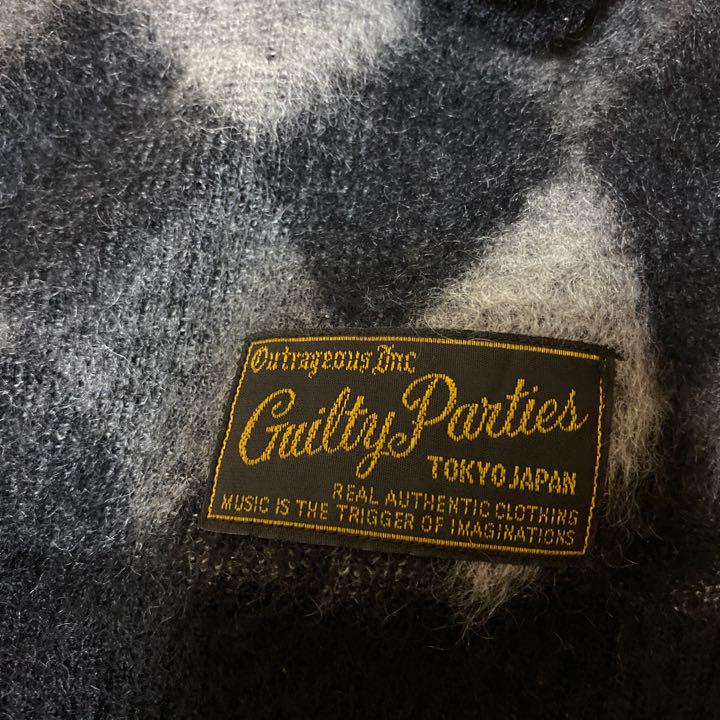 Outrageous,Inc
Guilty Parties
TOKYO JAPAN
REAL AUTHENTIC CLOTHING
MUSIC IS THE TRIGGER OF IMAGINATIONS